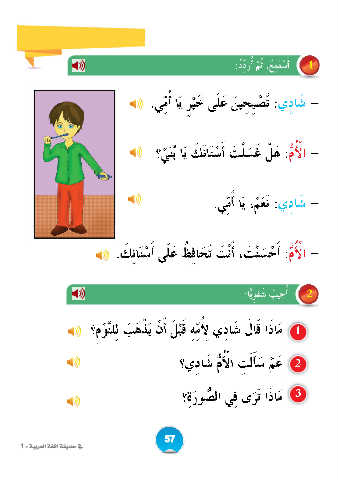 1 أَسْتَمِعُ، ثُمَّ أُرَدِّدُ:
- شَادِي: تُصْبِحِينَ عَلَى خَيْرٍ يَا أُمِّي.
- الْأُمُّ: هَلْ غَسَلْتَ أَسْنَانَكَ يَا بُنَيَّ؟
- شَادِي: نَعَمْ، يَا أُمِّي.
- الْأُمُّ: أَحْسَنْتَ، أَنْتَ تُحَافِظُ عَلَى أَسْنَانِكَ.
2 أُجِيبُ شَفَوِيًّا:
1 مَاذَا قَالَ شَادِي لِأُمِّهِ قَبْلَ أَنْ يَذْهَبَ لِلنَّوْمِ؟
2 عَمَّ سَأَلَتِ الْأُمُّ شَادِي؟
3 مَاذَا تَرَى فِي الصُّورَةِ؟
57
في حديقة اللغة العربية - 1